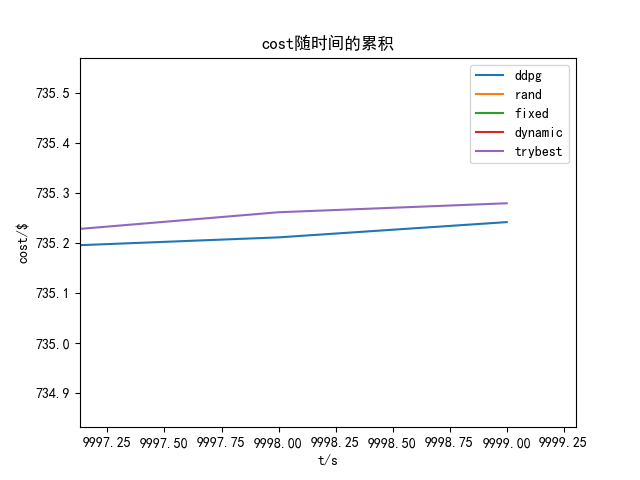 cost随时间的累积
ddpg
rand
fixed
dynamic
trybest
cost/$
735.5
735.4
735.3
735.2
735.1
735.0
734.9
9997.25 9997.50 9997.75 9998.00 9998.25 9998.50 9998.75 9999.00 9999.25
t/s